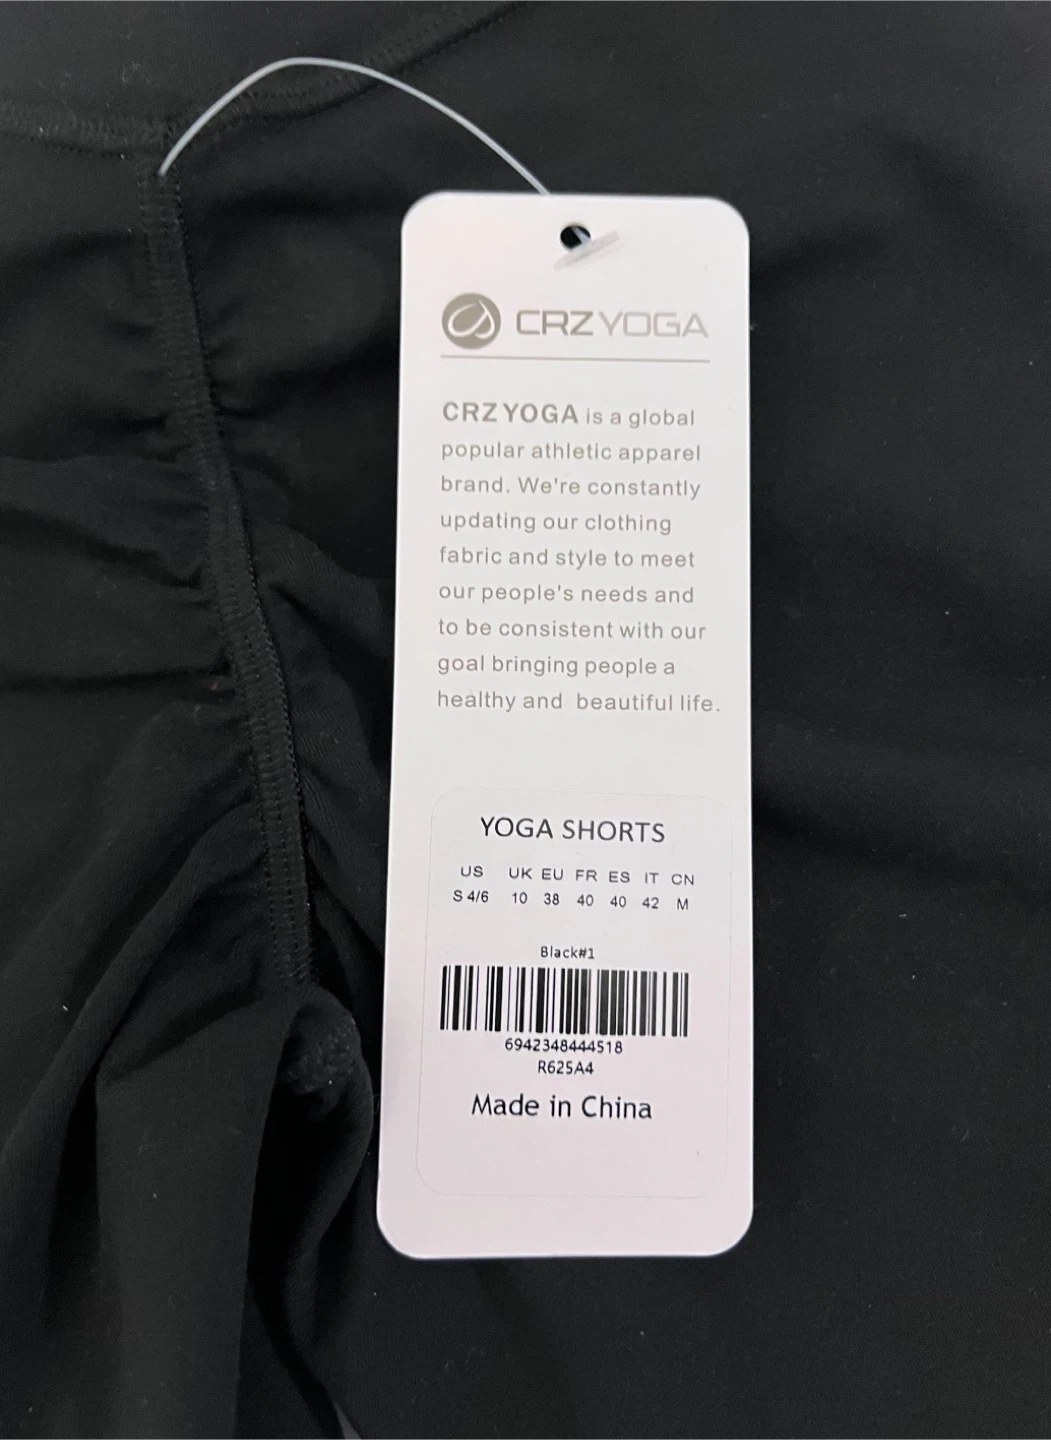 CRZ YOGA
CRZ YOGA is a global
popular athletic apparel
brand. We're constantly
updating our clothing
fabric and style to meet
our people's needs and
to be consistent with our
goal bringing people a
healthy and beautiful life.
YOGA SHORTS
US UK EU FR ES IT CN
S 4/6 10 38 40 40 42 M
Black#1
6942348444518
R625A4
Made in China